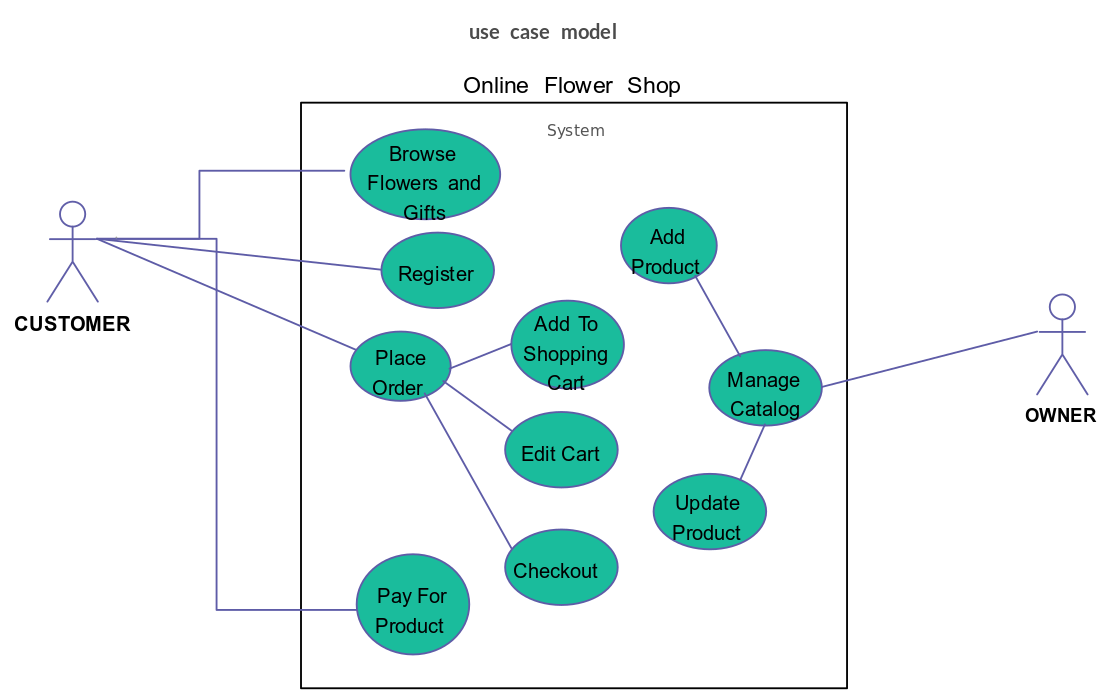 use case model
Online Flower Shop
System
Browse
Flowers and
Gifts
Register
Place
Order
Add To
Shopping
Cart
Edit Cart
Checkout
Pay For
Product
Add
Product
Manage
Catalog
Update
Product
CUSTOMER
OWNER